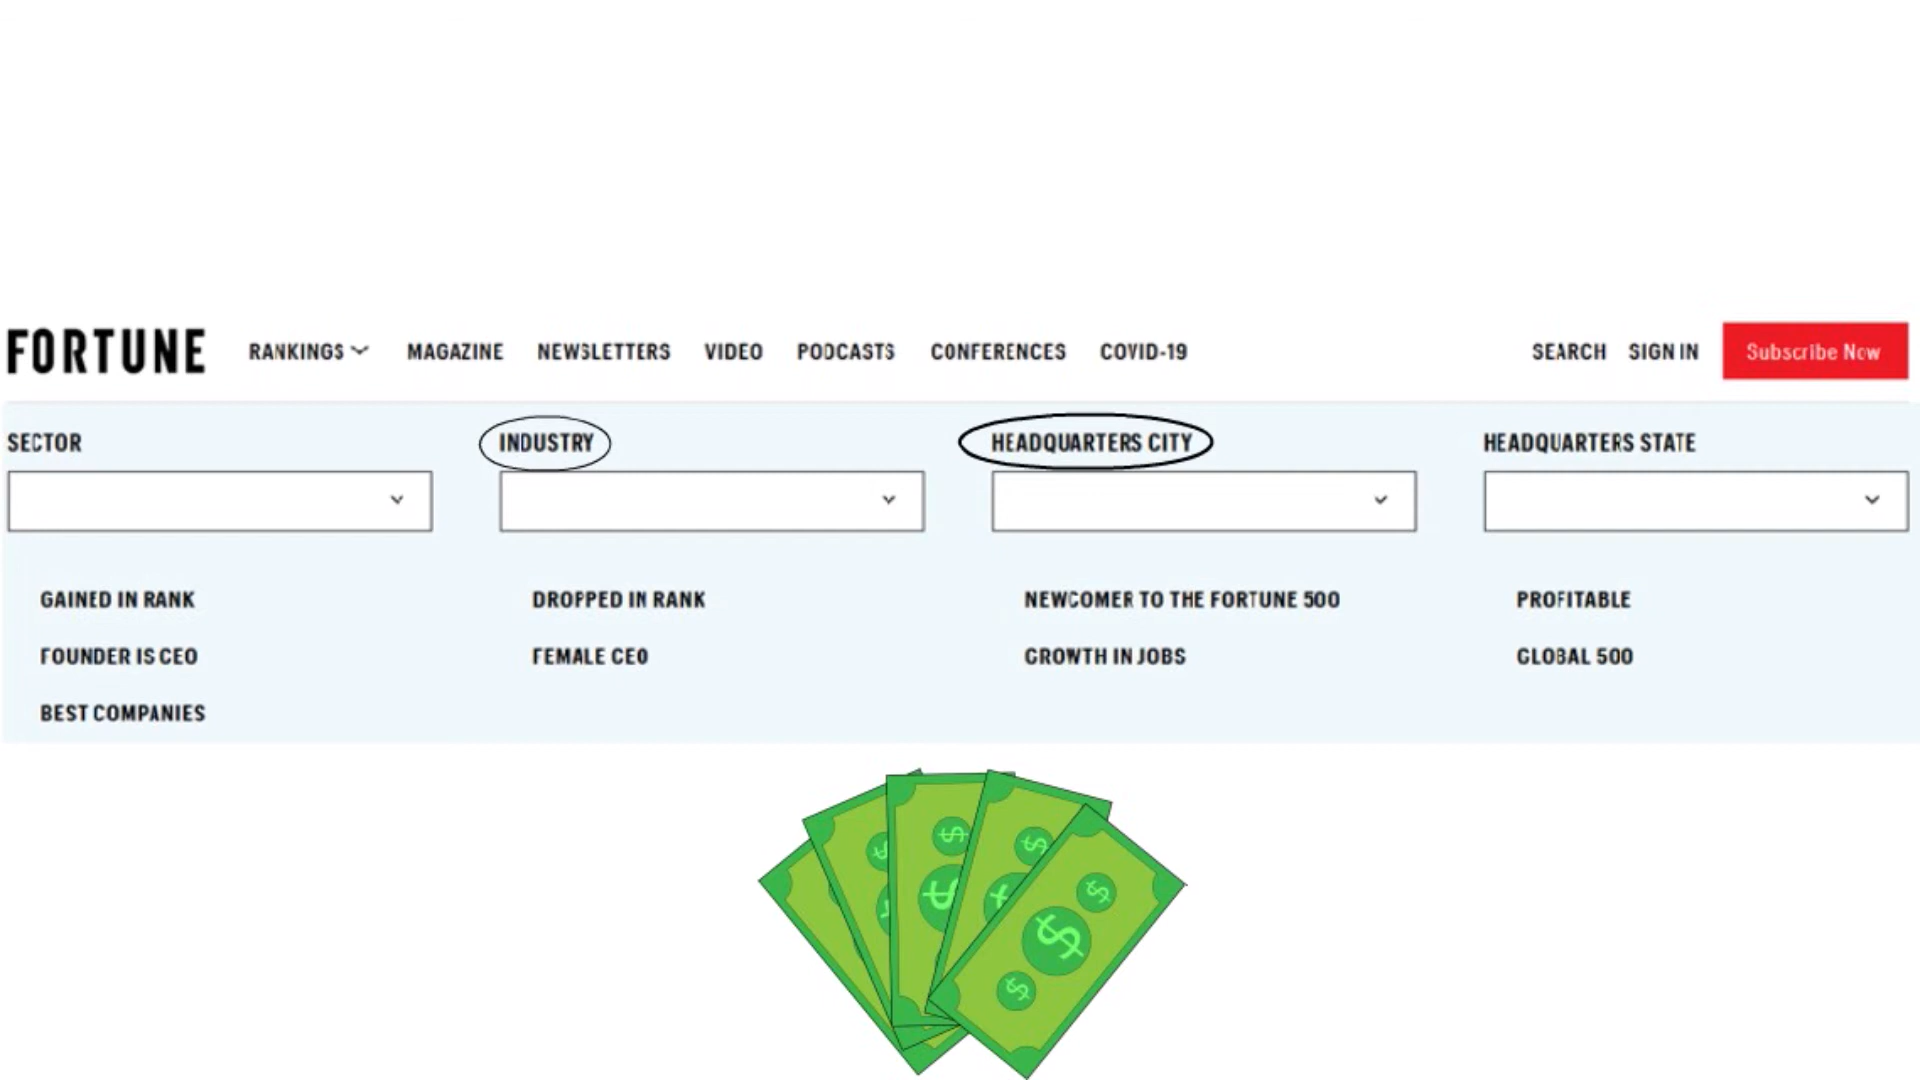 FORTUNE RANKINGS MAGAZINE NEWSLETTERS VIDEO PODCASTS CONFERENCES COVID-19 SEARCH SIGN IN Subscribe Now
SECTOR INDUSTRY HEADQUARTERS CITY HEADQUARTERS STATE
GAINED IN RANK DROPPED IN RANK NEWCOMER TO THE FORTUNE 500 PROFITABLE
FOUNDER IS CEO FEMALE CEO GROWTH IN JOBS GLOBAL 500
BEST COMPANIES
$ $ $ $ $ $